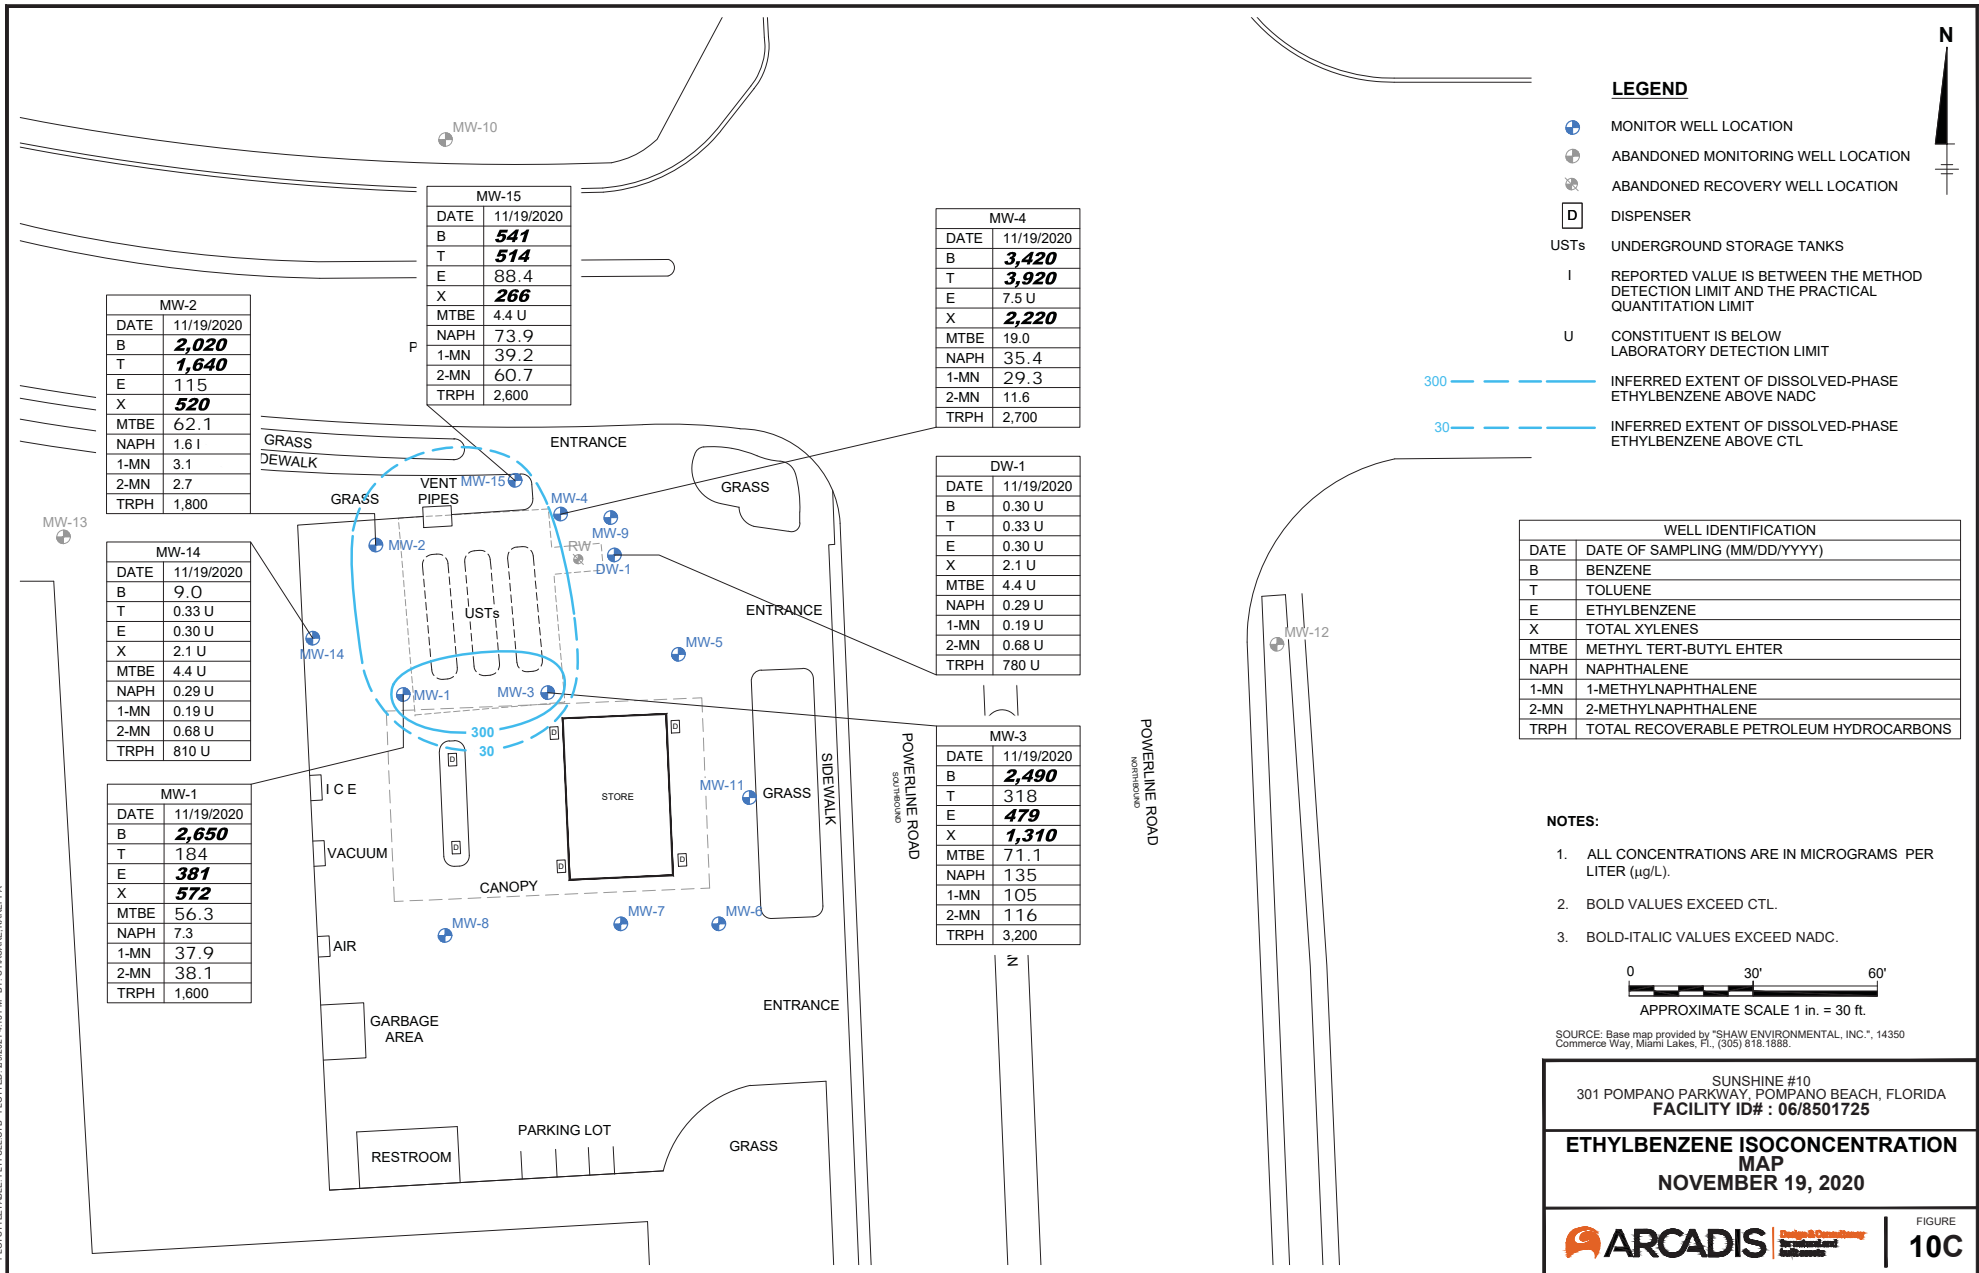 MW-10
MW-15
DATE 11/19/2020
B 541
T 514
E 88.4
X 266
MTBE 4.4 U
NAPH 73.9
1-MN 39.2
2-MN 60.7
TRPH 2,600
MW-4
DATE 11/19/2020
B 3,420
T 3,920
E 7.5 U
X 2,220
MTBE 19.0
NAPH 35.4
1-MN 29.3
2-MN 11.6
TRPH 2,700
MW-2
DATE 11/19/2020
B 2,020
T 1,640
E 115
X 520
MTBE 62.1
NAPH 1.6 I
1-MN 3.1
2-MN 2.7
TRPH 1,800
P
GRASS
DEWALK
ENTRANCE
GRASS
VENT
PIPES
MW-15
MW-4
MW-9
GRASS
MW-13
MW-2
RW
DW-1
DW-1
DATE 11/19/2020
B 0.30 U
T 0.33 U
E 0.30 U
X 2.1 U
MTBE 4.4 U
NAPH 0.29 U
1-MN 0.19 U
2-MN 0.68 U
TRPH 780 U
MW-14
DATE 11/19/2020
B 9.0
T 0.33 U
E 0.30 U
X 2.1 U
MTBE 4.4 U
NAPH 0.29 U
1-MN 0.19 U
2-MN 0.68 U
TRPH 810 U
USTs
ENTRANCE
MW-14
MW-5
MW-12
MW-1
MW-3
300
30
MW-3
DATE 11/19/2020
B 2,490
T 318
E 479
X 1,310
MTBE 71.1
NAPH 135
1-MN 105
2-MN 116
TRPH 3,200
MW-1
DATE 11/19/2020
B 2,650
T 184
E 381
X 572
MTBE 56.3
NAPH 7.3
1-MN 37.9
2-MN 38.1
TRPH 1,600
D
D
D
D
D
D
ICE
VACUUM
AIR
STORE
CANOPY
MW-11
GRASS
SIDEWALK
POWERLINE ROAD
SOUTHBOUND
POWERLINE ROAD
NORTHBOUND
MW-8
MW-7
MW-6
N
GARBAGE
AREA
ENTRANCE
PARKING LOT
RESTROOM
GRASS
N
LEGEND
MONITOR WELL LOCATION
ABANDONED MONITORING WELL LOCATION
ABANDONED RECOVERY WELL LOCATION
D DISPENSER
USTs UNDERGROUND STORAGE TANKS
I REPORTED VALUE IS BETWEEN THE METHOD
DETECTION LIMIT AND THE PRACTICAL
QUANTITATION LIMIT
U CONSTITUENT IS BELOW
LABORATORY DETECTION LIMIT
300 INFERRED EXTENT OF DISSOLVED-PHASE
ETHYLBENZENE ABOVE NADC
30 INFERRED EXTENT OF DISSOLVED-PHASE
ETHYLBENZENE ABOVE CTL
WELL IDENTIFICATION
DATE DATE OF SAMPLING (MM/DD/YYYY)
B BENZENE
T TOLUENE
E ETHYLBENZENE
X TOTAL XYLENES
MTBE METHYL TERT-BUTYL EHTER
NAPH NAPHTHALENE
1-MN 1-METHYLNAPHTHALENE
2-MN 2-METHYLNAPHTHALENE
TRPH TOTAL RECOVERABLE PETROLEUM HYDROCARBONS
NOTES:
1. ALL CONCENTRATIONS ARE IN MICROGRAMS PER
LITER (µg/L).
2. BOLD VALUES EXCEED CTL.
3. BOLD-ITALIC VALUES EXCEED NADC.
0 30' 60'
APPROXIMATE SCALE 1 in. = 30 ft.
SOURCE: Base map provided by "SHAW ENVIRONMENTAL, INC.", 14350
Commerce Way, Miami Lakes, Fl., (305) 818.1888.
SUNSHINE #10
301 POMPANO PARKWAY, POMPANO BEACH, FLORIDA
FACILITY ID# : 06/8501725
ETHYLBENZENE ISOCONCENTRATION
MAP
NOVEMBER 19, 2020
ARCADIS
Design & Consultancy
for natural and
built assets
FIGURE
10C